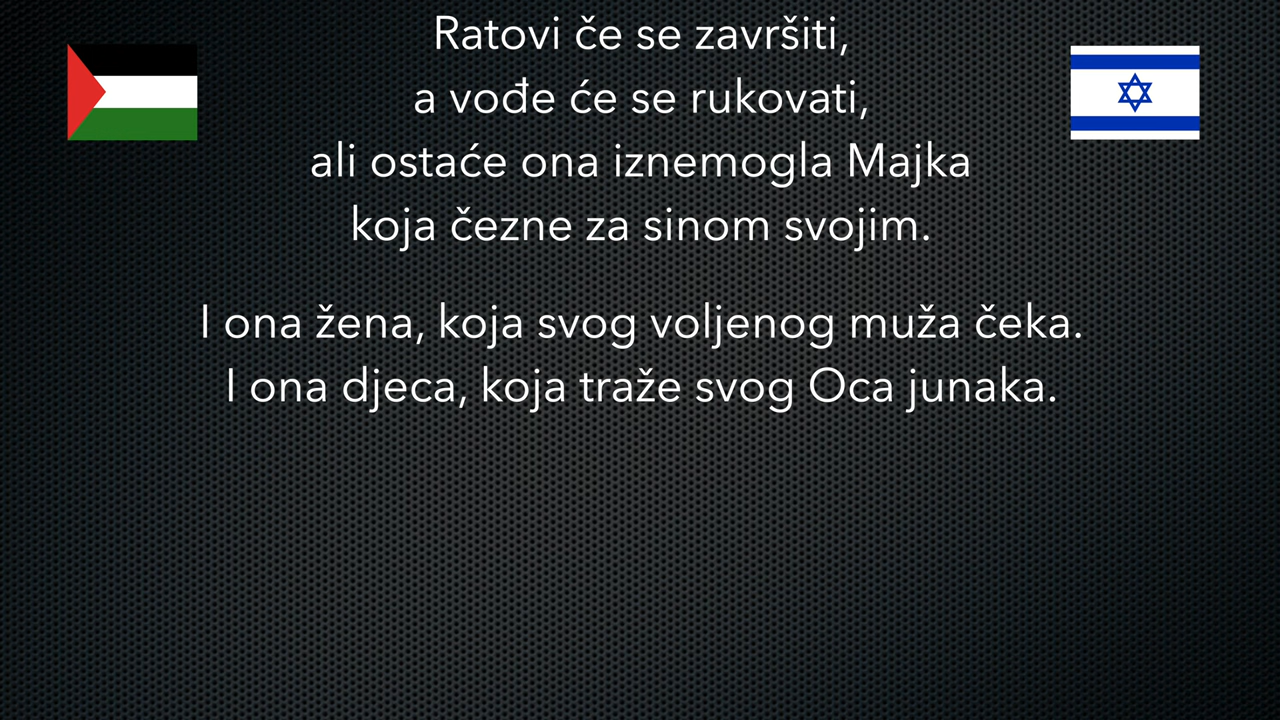 Ratovi če se završiti,
a vođe će se rukovati,
ali ostaće ona iznemogla Majka
koja čezne za sinom svojim.
I ona žena, koja svog voljenog muža čeka.
I ona djeca, koja traže svog Oca junaka.